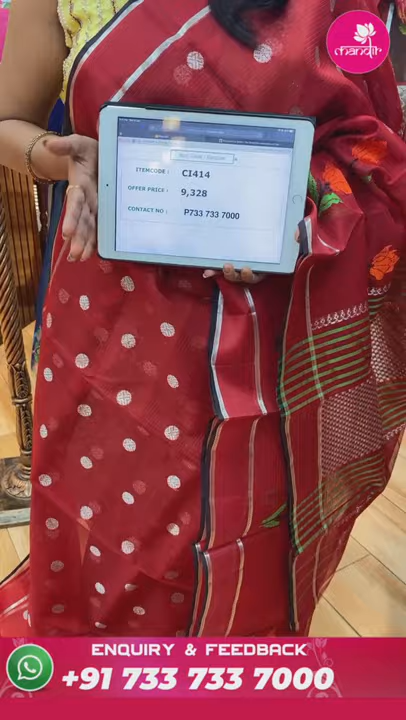 mandir
ITEMCODE : CI414
OFFER PRICE : 9,328
CONTACT NO : P733 733 7000
ENQUIRY & FEEDBACK
+91 733 733 7000